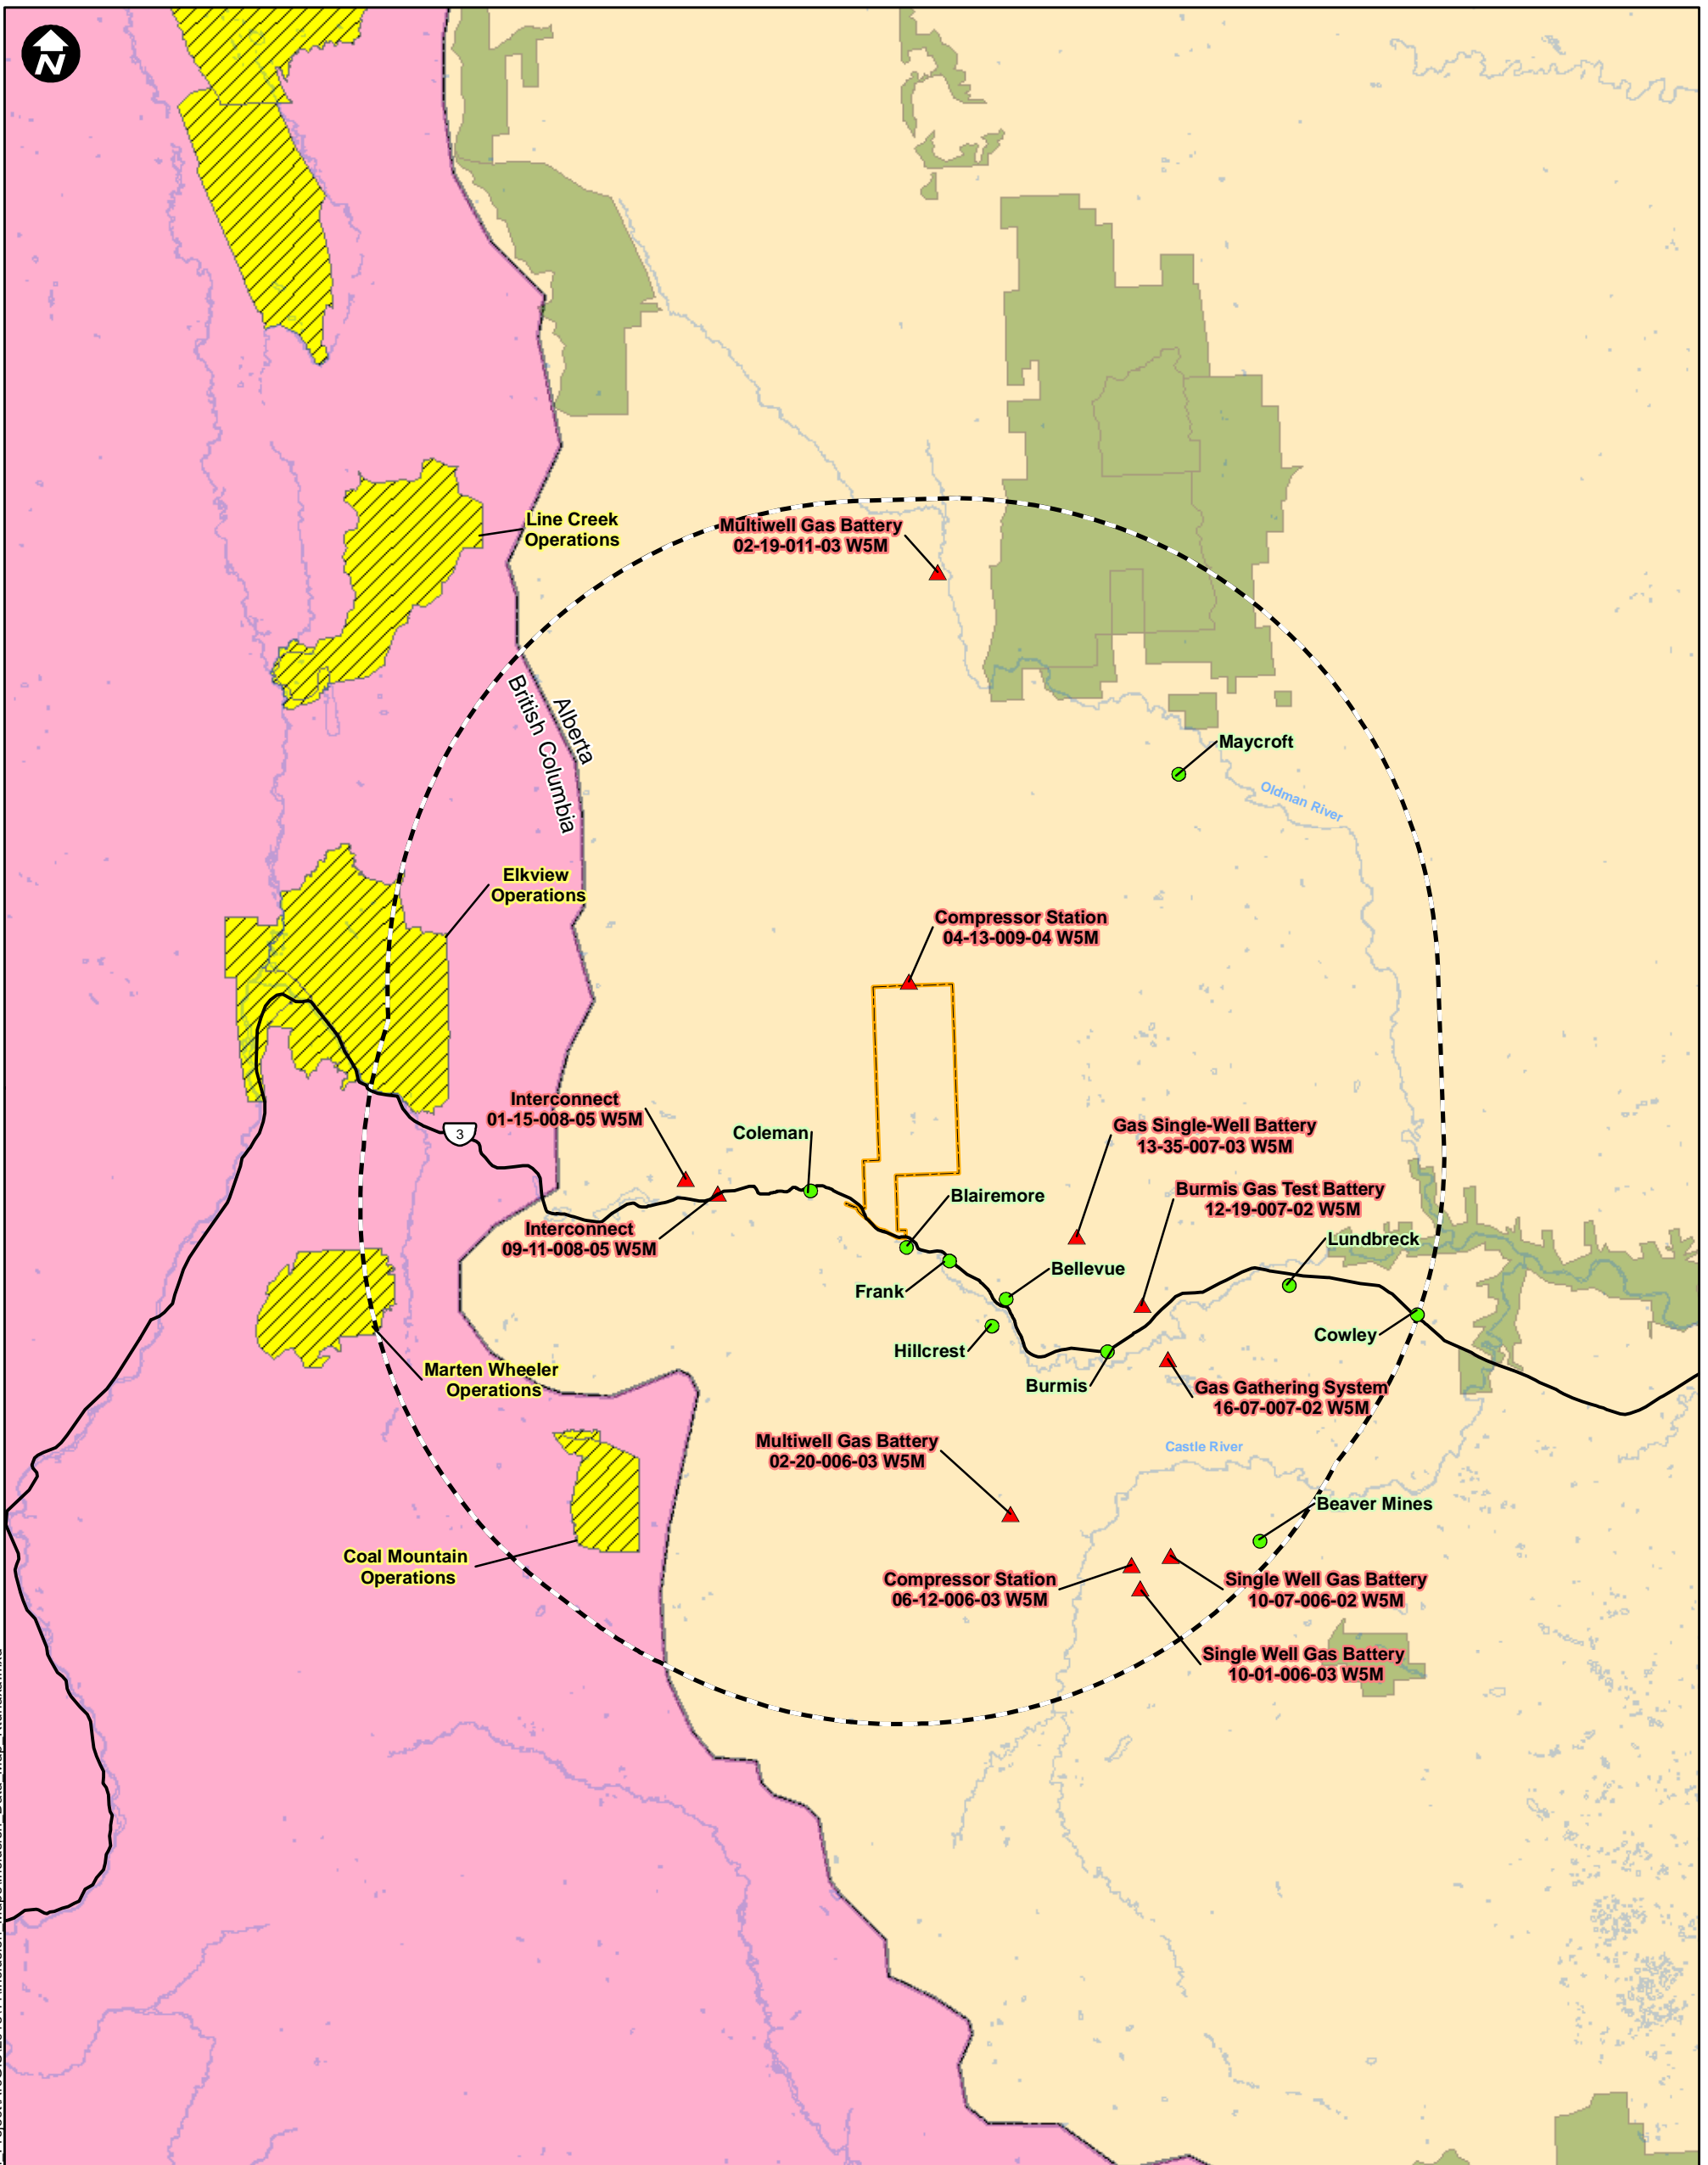 N
Line Creek
Operations
Multiwell Gas Battery
02-19-011-03 W5M
Alberta
British Columbia
Maycroft
Oldman River
Elkview
Operations
Compressor Station
04-13-009-04 W5M
Interconnect
01-15-008-05 W5M
3
Coleman
Gas Single-Well Battery
13-35-007-03 W5M
Blairemore
Burmis Gas Test Battery
12-19-007-02 W5M
Interconnect
09-11-008-05 W5M
Lundbreck
Bellevue
Frank
Cowley
Hillcrest
Marten Wheeler
Operations
Burmis
Gas Gathering System
16-07-007-02 W5M
Multiwell Gas Battery
02-20-006-03 W5M
Castle River
Beaver Mines
Coal Mountain
Operations
Compressor Station
06-12-006-03 W5M
Single Well Gas Battery
10-07-006-02 W5M
Single Well Gas Battery
10-01-006-03 W5M